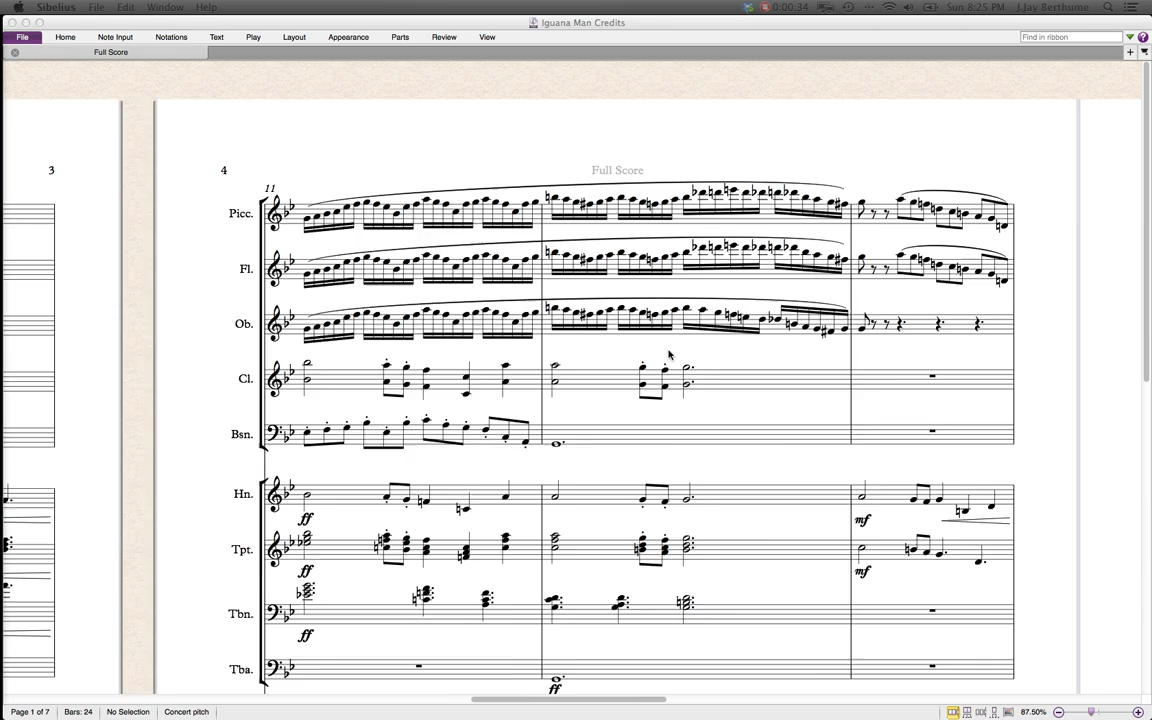 Sibelius File Edit Window Help 0:00:34 Sun 8:25 PM J.Jay Berthume
Iguana Man Credits
File Home Note Input Notations Text Play Layout Appearance Parts Review View Find in ribbon
Full Score
3
4
Full Score
11
Picc.
Fl.
Ob.
Cl.
Bsn.
Hn.
ff
mf
Tpt.
ff
mf
Tbn.
ff
Tba.
ff
Page 1 of 7 Bars: 24 No Selection Concert pitch 87.50%